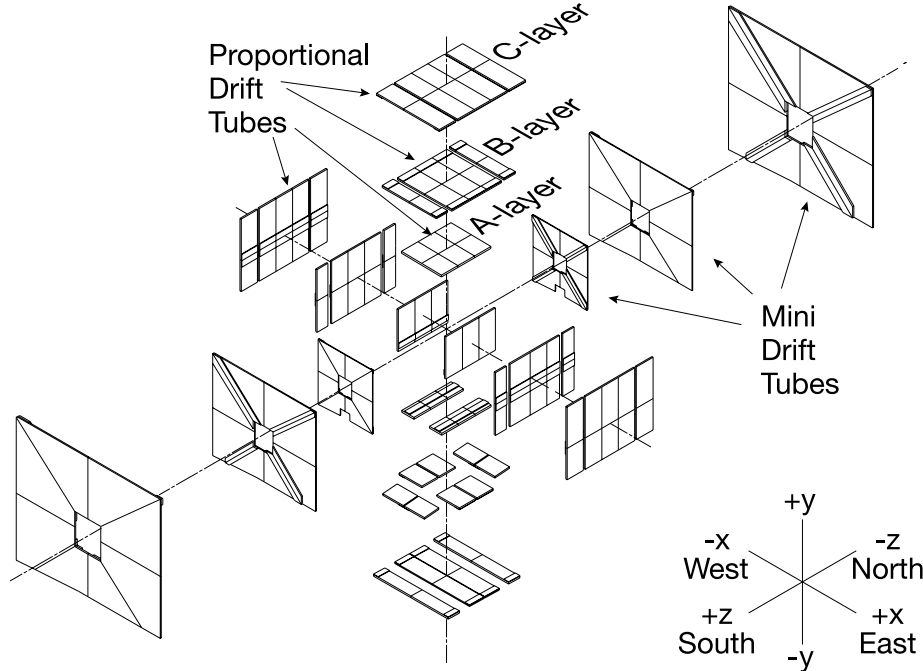 C-layer
Proportional
Drift
Tubes
B-layer
A-layer
Mini
Drift
Tubes
+y
-x
West
-z
North
+z
South
+x
East
-y